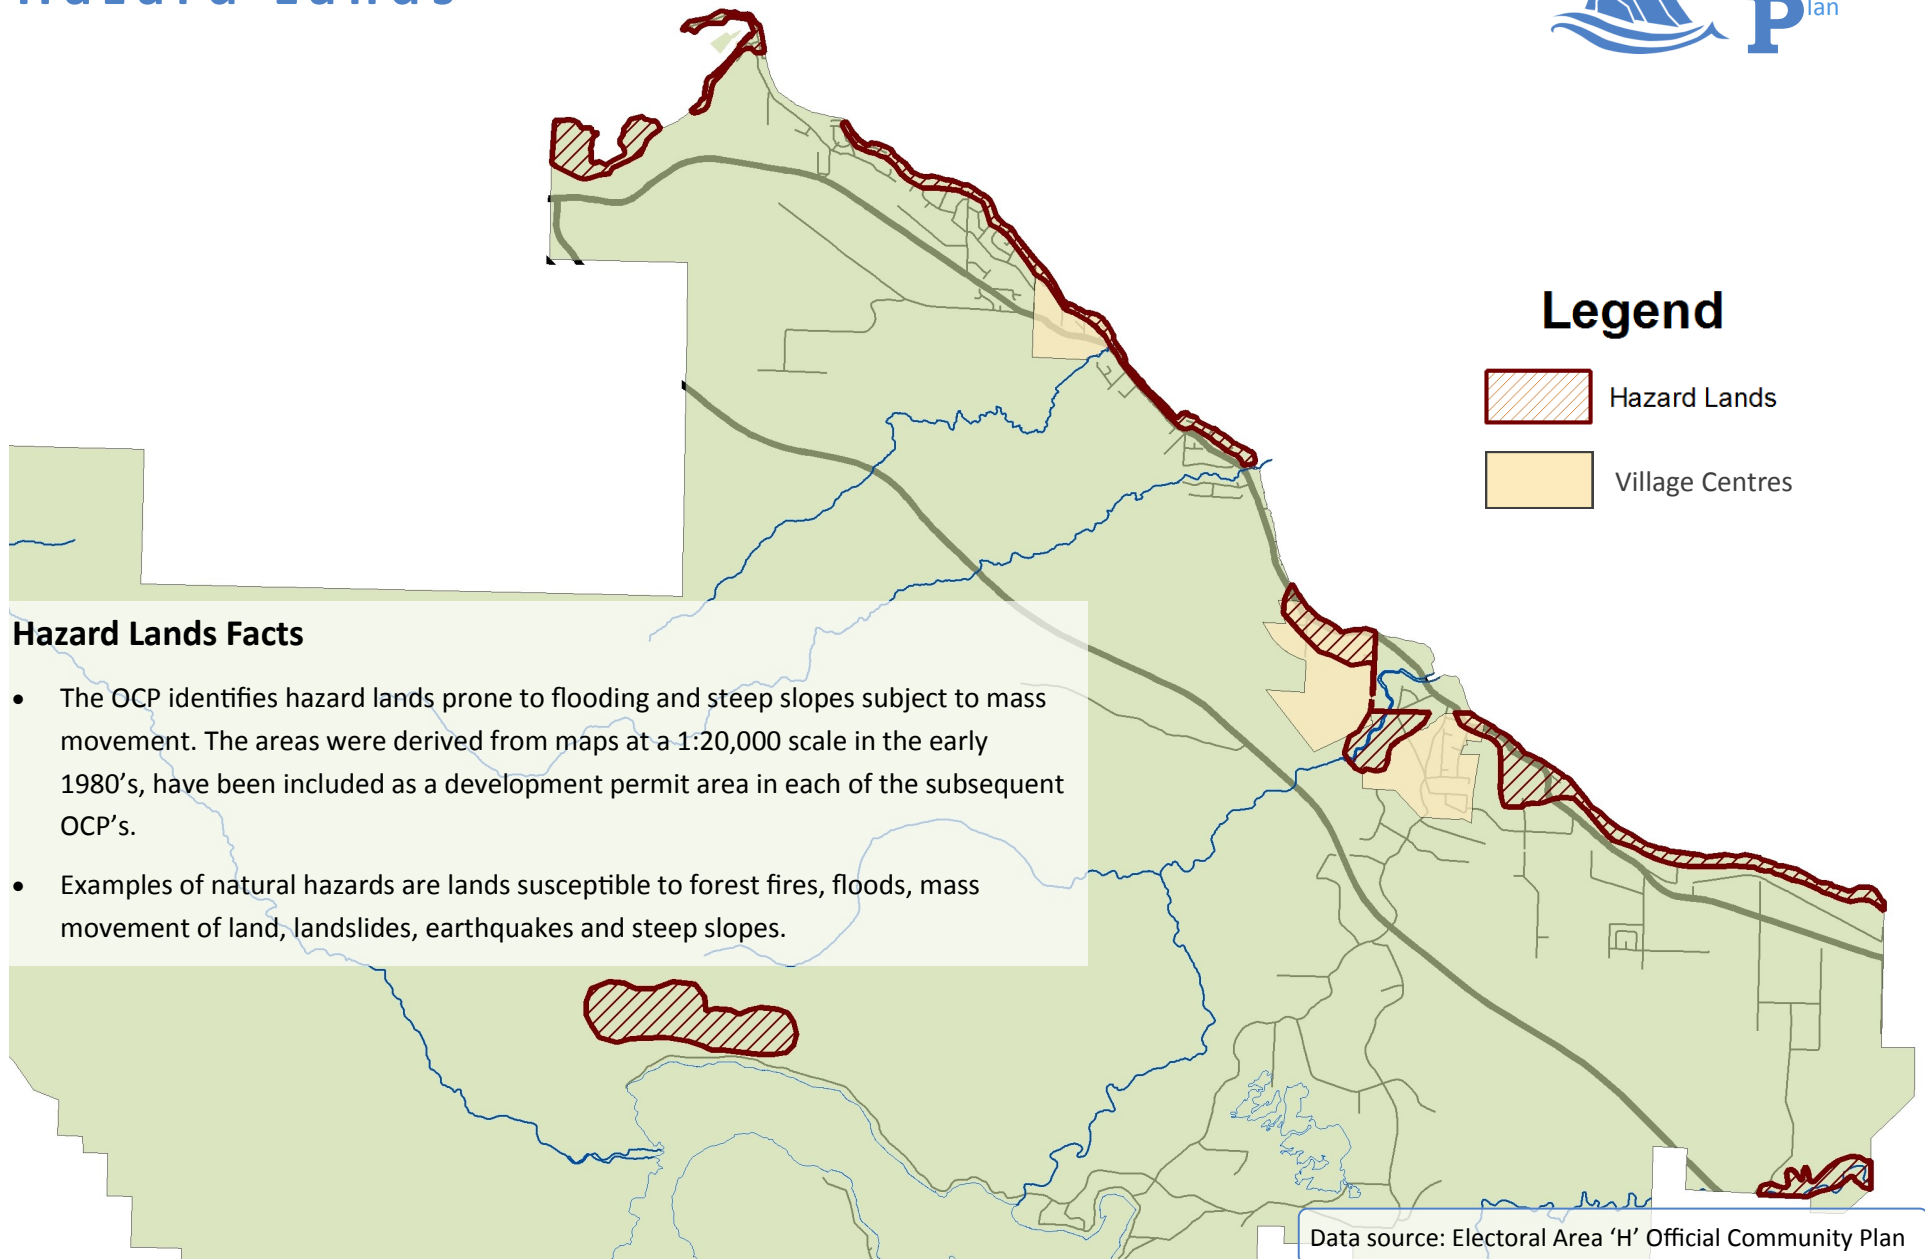 Hazard Lands
Plan
Legend
Hazard Lands
Village Centres
Hazard Lands Facts
• The OCP identifies hazard lands prone to flooding and steep slopes subject to mass
movement. The areas were derived from maps at a 1:20,000 scale in the early
1980’s, have been included as a development permit area in each of the subsequent
OCP’s.
• Examples of natural hazards are lands susceptible to forest fires, floods, mass
movement of land, landslides, earthquakes and steep slopes.
Data source: Electoral Area ‘H’ Official Community Plan